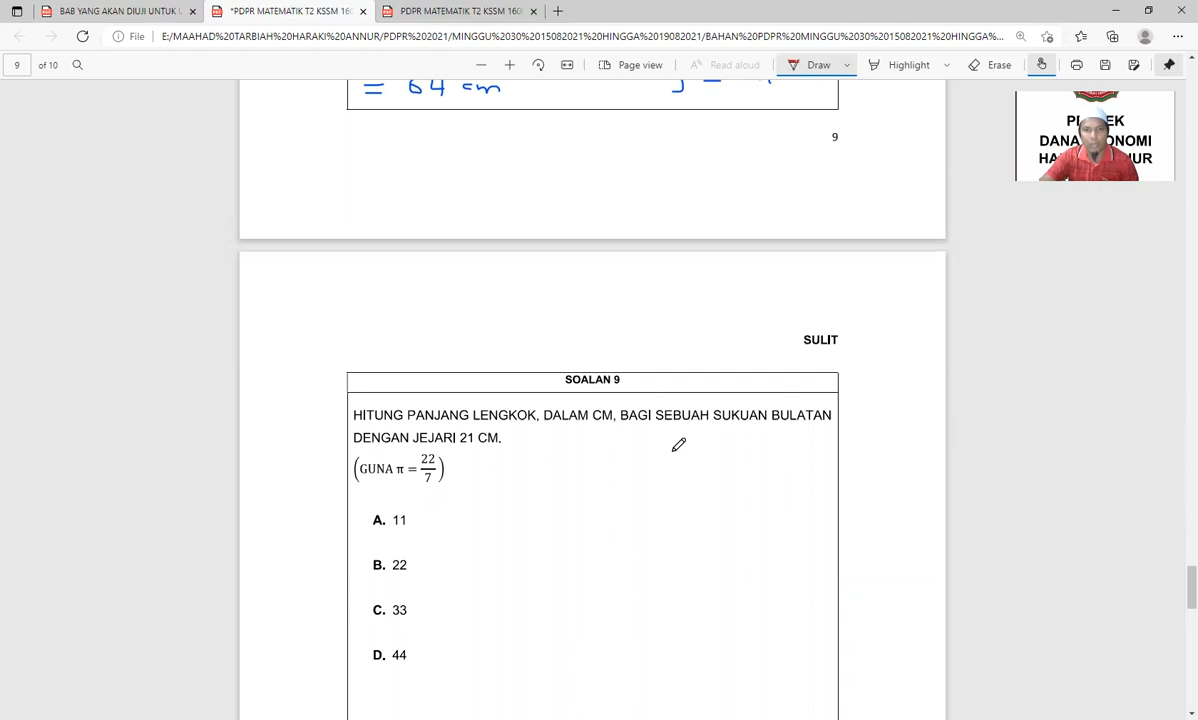 BAB YANG AKAN DIUJI UNTUK
*PDPR MATEMATIK T2 KSSM 160
PDPR MATEMATIK T2 KSSM 160
File
E:/MAAHAD%20TARBIAH%20HARAKI%20ANNUR/PDPR%202021/MINGGU%2030%2015082021%20HINGGA%2019082021/BAHAN%20PDPR%20MINGGU%2030%2015082021%20HINGGA%...
9 of 10
Page view
Read aloud
Draw
Highlight
Erase
= 64 cm
9
SULIT
SOALAN 9
HITUNG PANJANG LENGKOK, DALAM CM, BAGI SEBUAH SUKUAN BULATAN
DENGAN JEJARI 21 CM.
(GUNA π = 22/7)
A. 11
B. 22
C. 33
D. 44